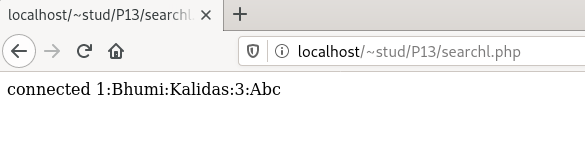 localhost/~stud/P13/searchl.
localhost/~stud/P13/searchl.php
connected 1:Bhumi:Kalidas:3:Abc